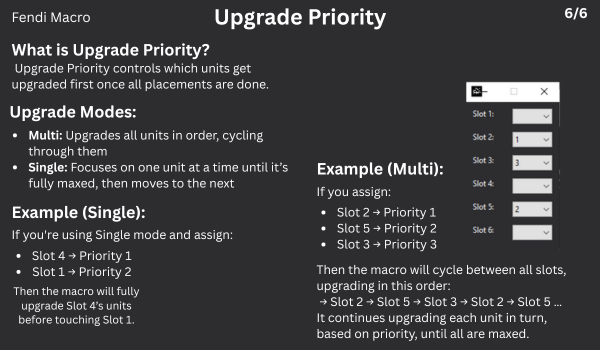 Fendi Macro
Upgrade Priority
6/6
What is Upgrade Priority?
Upgrade Priority controls which units get
upgraded first once all placements are done.
Upgrade Modes:
• Multi: Upgrades all units in order, cycling
through them
• Single: Focuses on one unit at a time until it's
fully maxed, then moves to the next
Example (Single):
If you're using Single mode and assign:
• Slot 4 → Priority 1
• Slot 1 → Priority 2
Then the macro will fully
upgrade Slot 4's units
before touching Slot 1.
Example (Multi):
If you assign:
• Slot 2 → Priority 1
• Slot 5 → Priority 2
• Slot 3 → Priority 3
Slot 1:
Slot 2: 1
Slot 3: 3
Slot 4:
Slot 5: 2
Slot 6:
Then the macro will cycle between all slots,
upgrading in this order:
→ Slot 2 → Slot 5 → Slot 3 → Slot 2 → Slot 5 ...
It continues upgrading each unit in turn,
based on priority, until all are maxed.